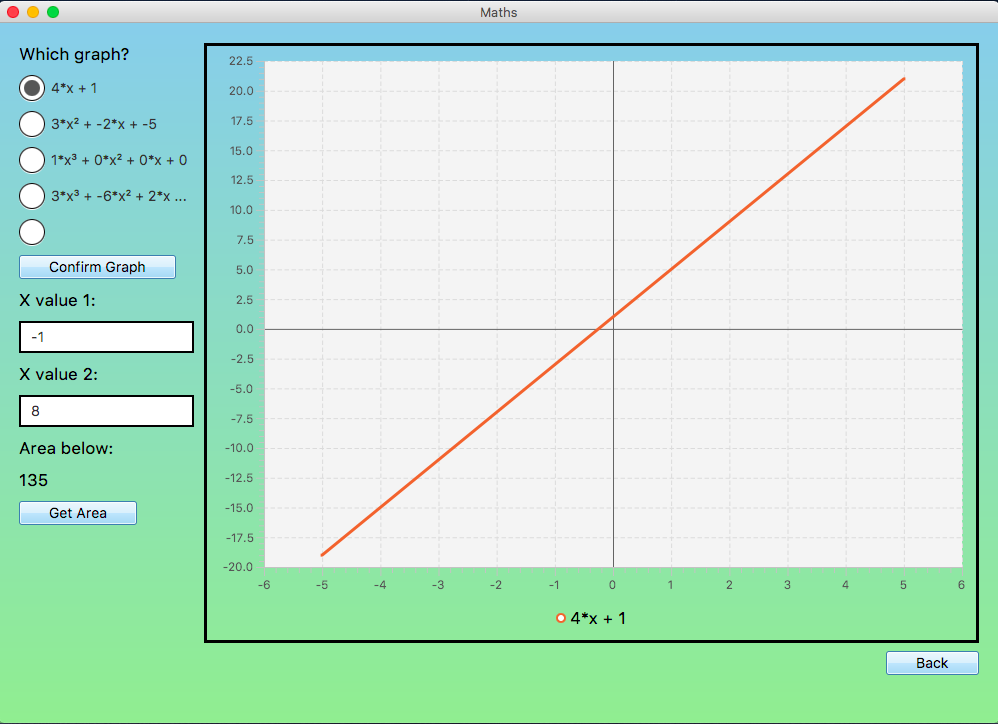 Maths
Which graph?
4*x + 1
3*x² + -2*x + -5
1*x³ + 0*x² + 0*x + 0
3*x³ + -6*x² + 2*x ...
Confirm Graph
X value 1:
-1
X value 2:
8
Area below:
135
Get Area
22.5
20.0
17.5
15.0
12.5
10.0
7.5
5.0
2.5
0.0
-2.5
-5.0
-7.5
-10.0
-12.5
-15.0
-17.5
-20.0
-6 -5 -4 -3 -2 -1 0 1 2 3 4 5 6
4*x + 1
Back